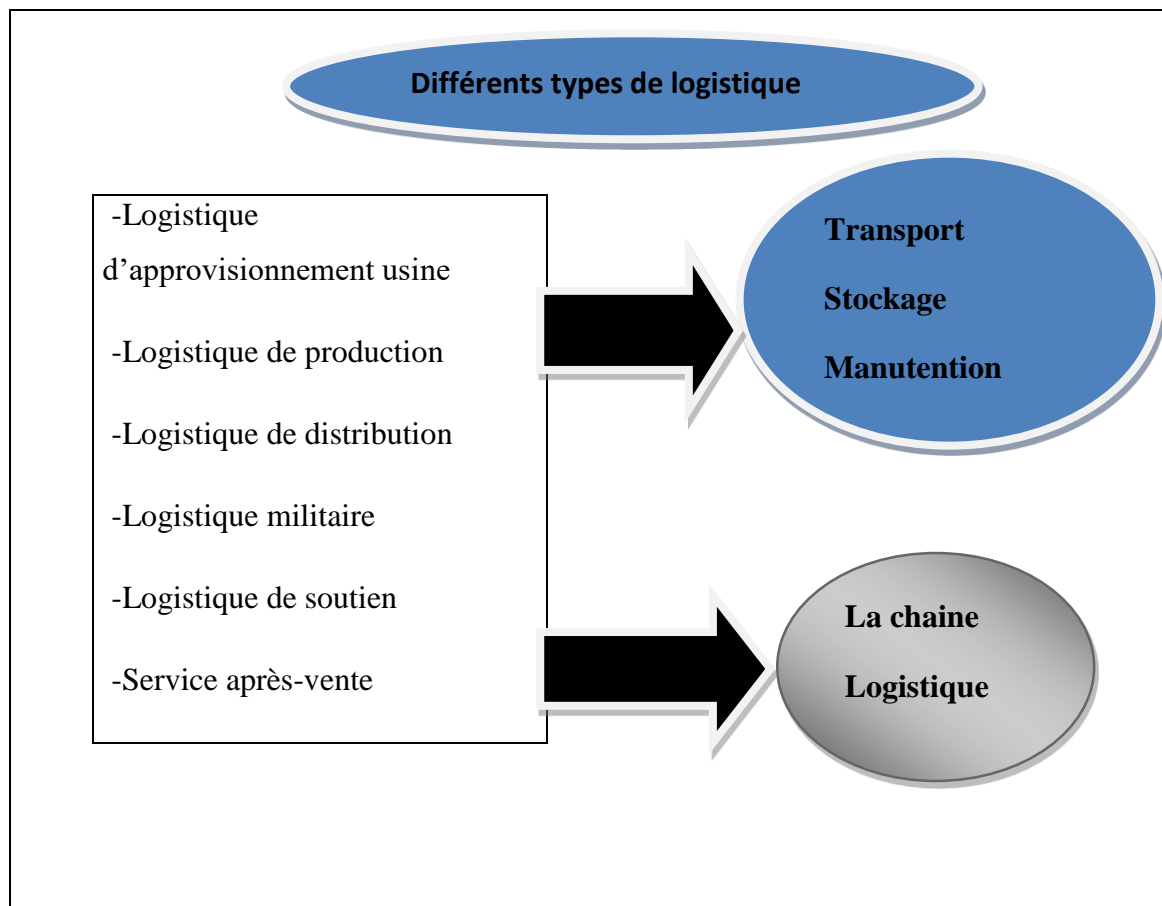 Différents types de logistique
-Logistique
d’approvisionnement usine
-Logistique de production
-Logistique de distribution
-Logistique militaire
-Logistique de soutien
-Service après-vente
Transport
Stockage
Manutention
La chaine
Logistique